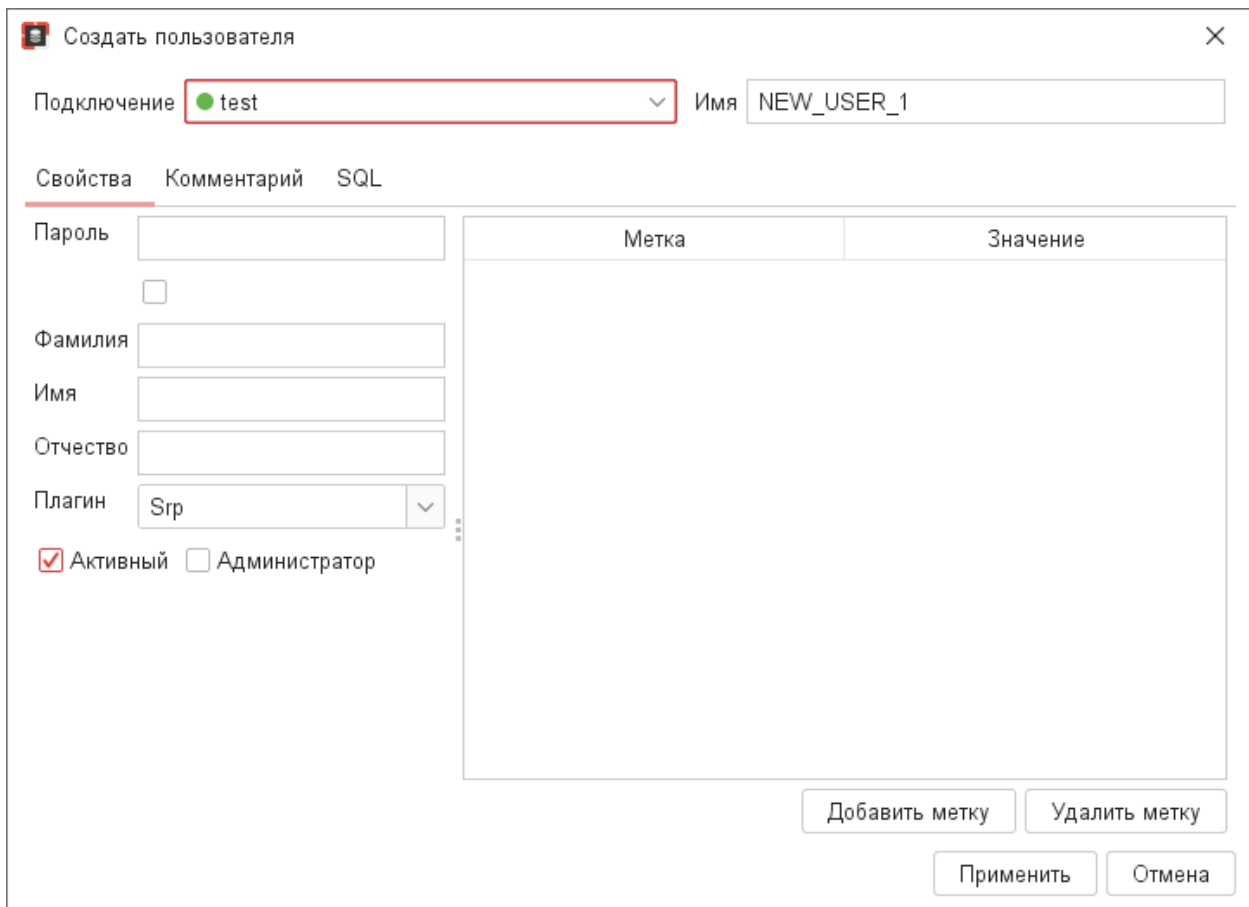 Создать пользователя
Подключение test Имя NEW_USER_1
Свойства Комментарий SQL
Пароль
Метка Значение
Фамилия
Имя
Отчество
Плагин Srp
Активный Администратор
Добавить метку Удалить метку
Применить Отмена